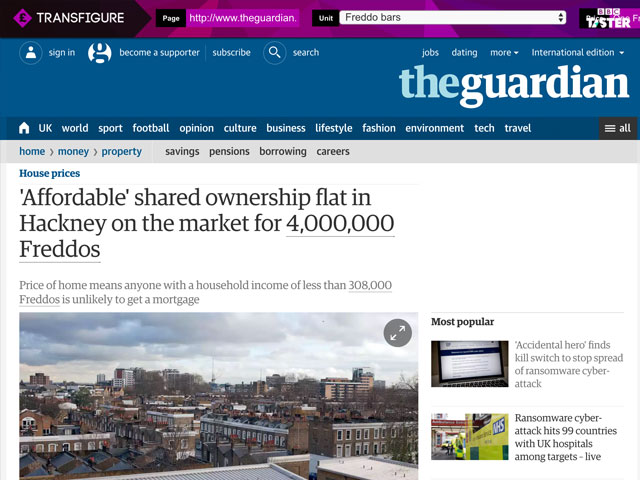 TRANSFIGURE
Page
http://www.theguardian.
Unit
Freddo bars
BBC
TASTER
sign in
become a supporter
subscribe
search
jobs
dating
more
International edition
theguardian
UK
world
sport
football
opinion
culture
business
lifestyle
fashion
environment
tech
travel
all
home
money
property
savings
pensions
borrowing
careers
House prices
'Affordable' shared ownership flat in
Hackney on the market for 4,000,000
Freddos
Price of home means anyone with a household income of less than 308,000
Freddos is unlikely to get a mortgage
Most popular
'Accidental hero' finds
kill switch to stop spread
of ransomware cyber-
attack
NHS
Ransomware cyber-
attack hits 99 countries
with UK hospitals
among targets – live